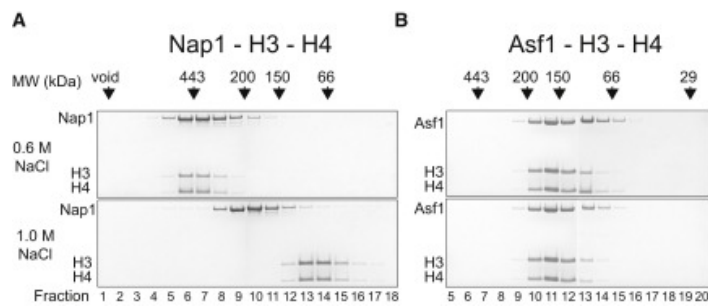 A
Nap1 - H3 - H4
MW (kDa)
void
443
200
150
66
0.6 M
NaCl
Nap1
H3
H4
1.0 M
NaCl
Nap1
H3
H4
Fraction 1 2 3 4 5 6 7 8 9 10 11 12 13 14 15 16 17 18
B
Asf1 - H3 - H4
443
200
150
66
29
Asf1
H3
H4
Asf1
H3
H4
5 6 7 8 9 10 11 12 13 14 15 16 17 18 19 20